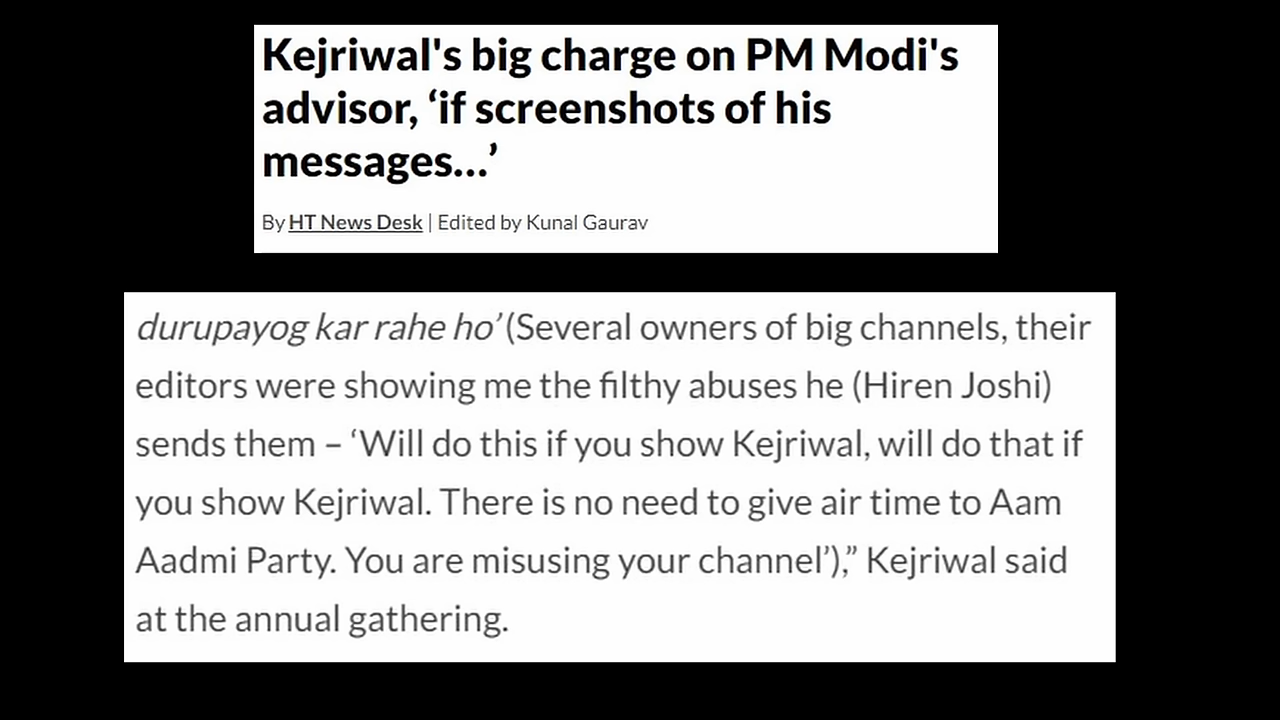 Kejriwal's big charge on PM Modi's
advisor, ‘if screenshots of his
messages...’
By HT News Desk | Edited by Kunal Gaurav
durupayog kar rahe ho’ (Several owners of big channels, their
editors were showing me the filthy abuses he (Hiren Joshi)
sends them – ‘Will do this if you show Kejriwal, will do that if
you show Kejriwal. There is no need to give air time to Aam
Aadmi Party. You are misusing your channel’),” Kejriwal said
at the annual gathering.